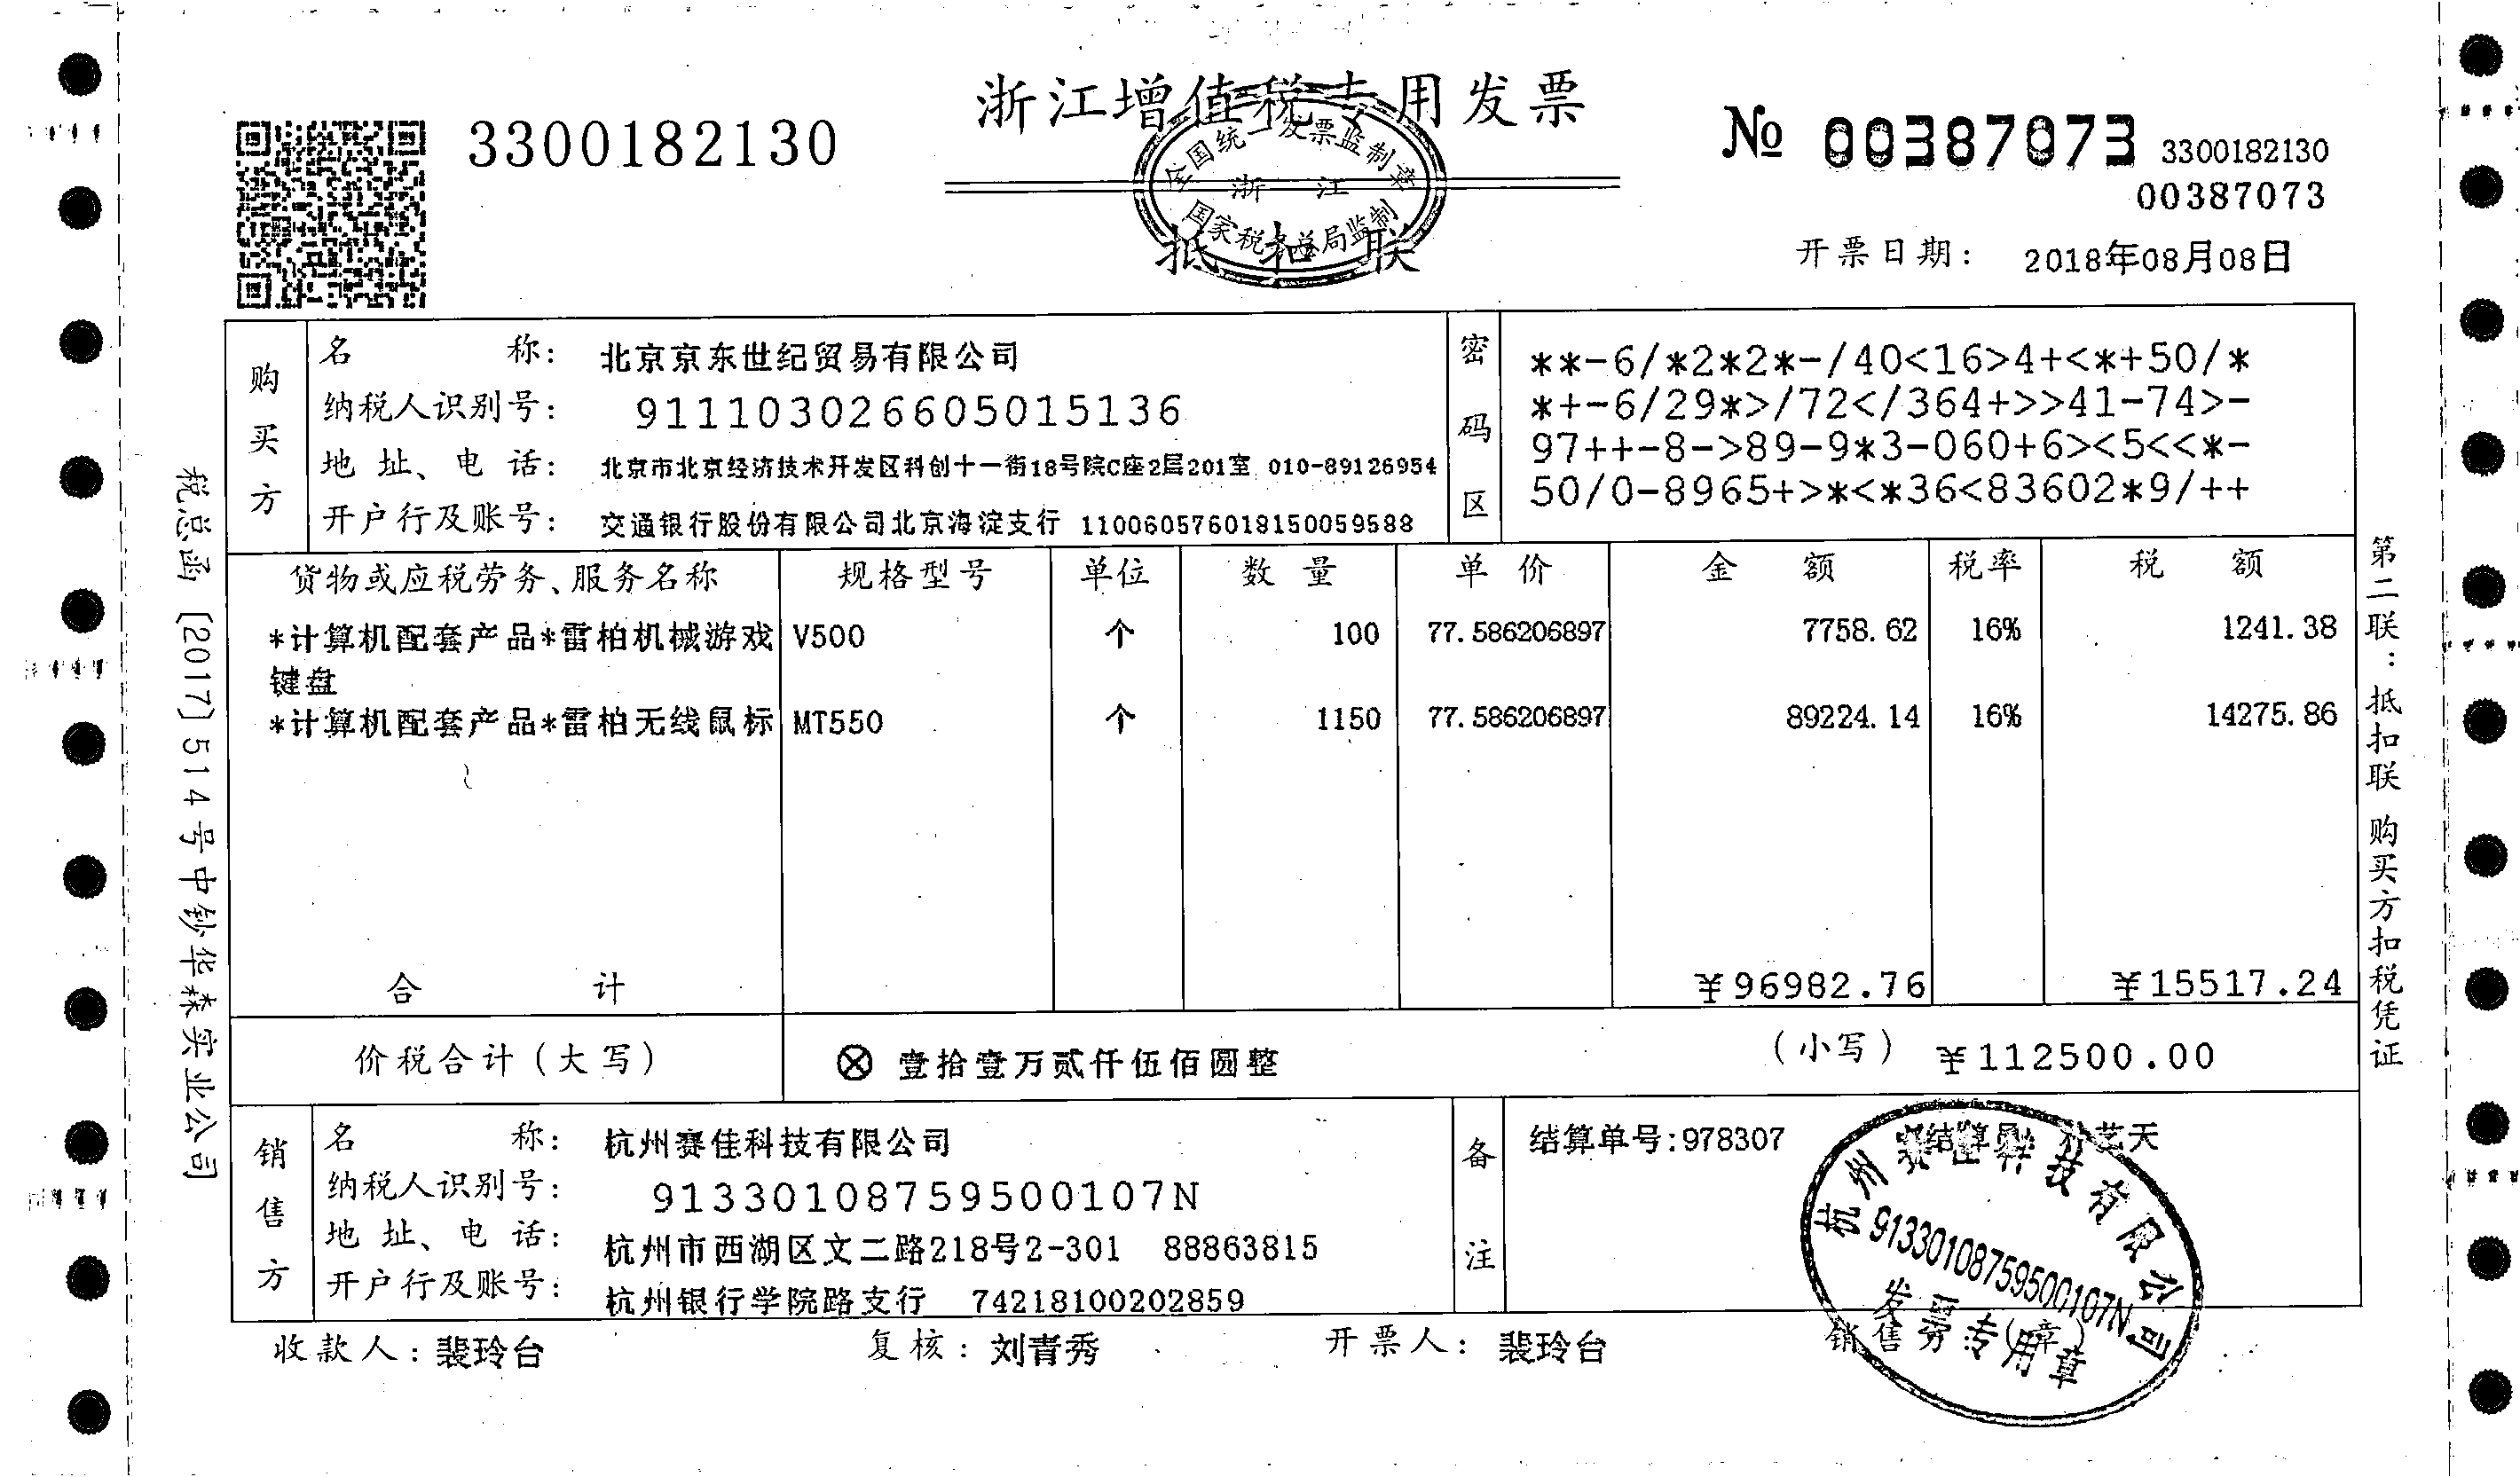 浙江增值税专用发票
3300182130
№ 00387073
3300182130
00387073
全国统一发票监制章
浙 江
国家税务总局监制
抵扣联
开票日期： 2018年08月08日
购买方
名 称： 北京京东世纪贸易有限公司
纳税人识别号： 911103026605015136
地 址、电 话： 北京市北京经济技术开发区科创十一街18号院C座2层201室 010-89126954
开户行及账号： 交通银行股份有限公司北京海淀支行 110060576018150059588
密码区
**-6/*2*2*-/40<16>4+<*+50/*
*+-6/29*>/72</364+>>41-74>-
97++-8->89-9*3-060+6><5<<*-
50/0-8965+>*<*36<83602*9/++
货物或应税劳务、服务名称 规格型号 单位 数 量 单 价 金 额 税率 税 额
*计算机配套产品*雷柏机械游戏 V500 个 100 77.586206897 7758.62 16% 1241.38
键盘
*计算机配套产品*雷柏无线鼠标 MT550 个 1150 77.586206897 89224.14 16% 14275.86
合 计 ¥96982.76 ¥15517.24
价税合计（大写） ⊗ 壹拾壹万贰仟伍佰圆整 （小写） ¥112500.00
销售方
名 称： 杭州赛佳科技有限公司
纳税人识别号： 91330108759500107N
地 址、电 话： 杭州市西湖区文二路218号2-301 88863815
开户行及账号： 杭州银行学院路支行 74218100202859
备注
结算单号:978307
杭州赛佳科技有限公司
91330108759500107N
发票专用章
收款人：裴玲台 复核：刘青秀 开票人：裴玲台 销售方：（章）
税总函〔2017〕514号中钞华森实业公司
第二联：抵扣联 购买方扣税凭证